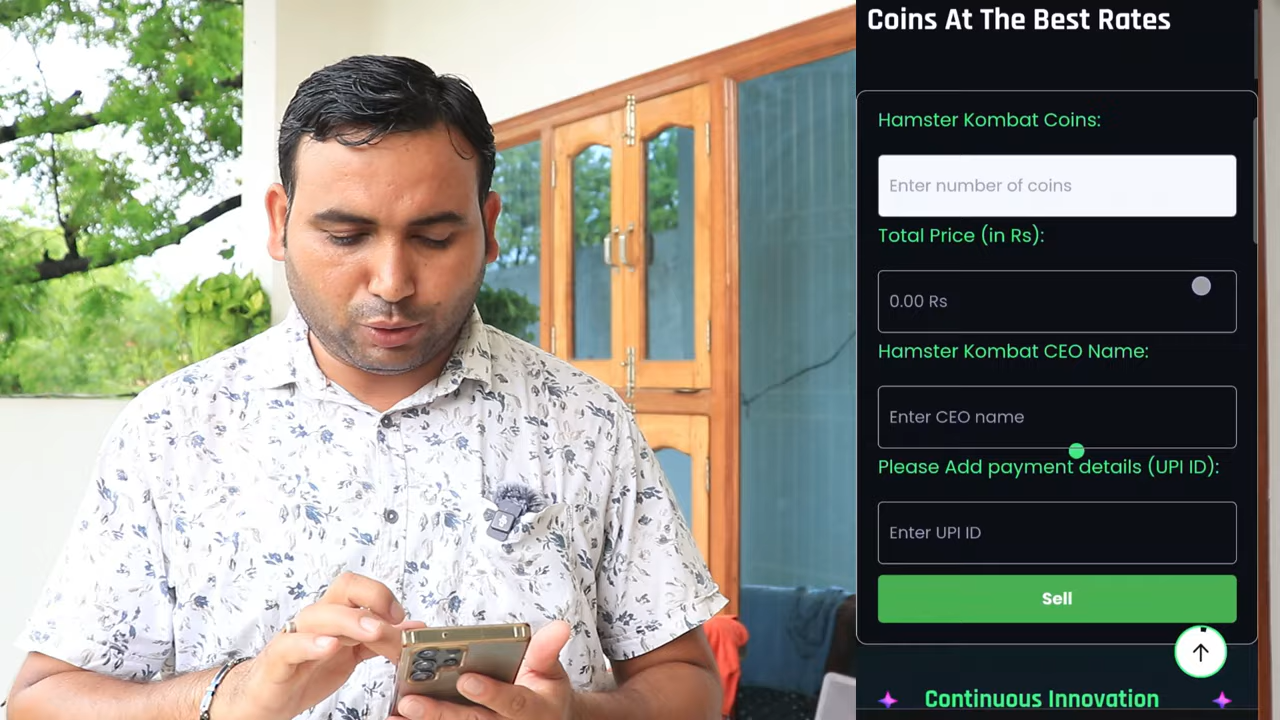 Coins At The Best Rates
Hamster Kombat Coins:
Enter number of coins
Total Price (in Rs):
0.00 Rs
Hamster Kombat CEO Name:
Enter CEO name
Please Add payment details (UPI ID):
Enter UPI ID
Sell
Continuous Innovation